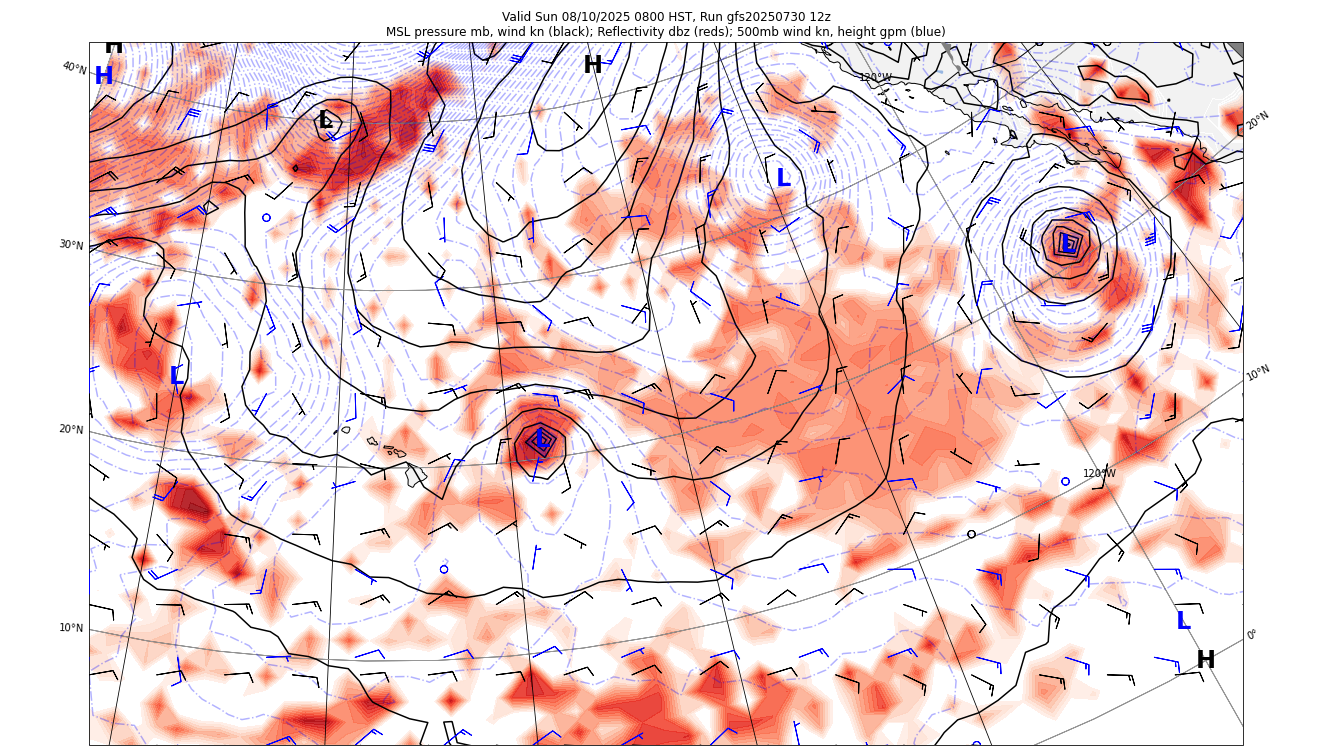 Valid Sun 08/10/2025 0800 HST, Run gfs20250730 12z
MSL pressure mb, wind kn (black); Reflectivity dbz (reds); 500mb wind kn, height gpm (blue)
H
H
40°N
H
120°W
L
20°N
L
30°N
L
L
10°N
20°N
L
120°W
10°N
L
0°
H